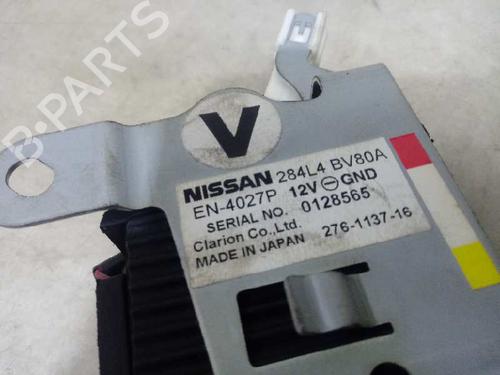 B-PARTS
V
NISSAN 284L4 BV80A
EN-4027P 12V⊖GND
SERIAL NO. 0128565
Clarion Co.,Ltd.
MADE IN JAPAN 276-1137-16